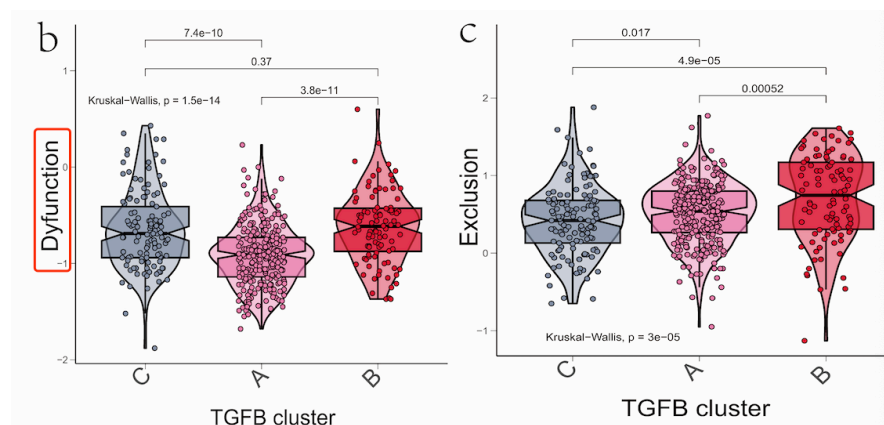 b
7.4e−10
0.37
3.8e−11
Kruskal−Wallis, p = 1.5e−14
Dyfunction
1
0
−1
−2
C
A
B
TGFB cluster
c
0.017
4.9e−05
0.00052
Exclusion
2
1
0
−1
Kruskal−Wallis, p = 3e−05
C
A
B
TGFB cluster